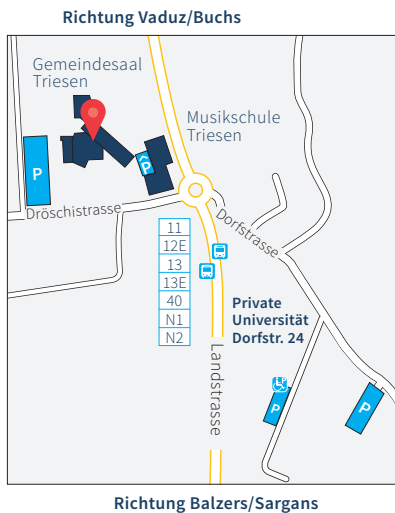 Richtung Vaduz/Buchs
Gemeindesaal
Triesen
Musikschule
Triesen
P
P
Dröschistrasse
Dorfstrasse
11
12E
13
13E
40
N1
N2
Private
Universität
Dorfstr. 24
Landstrasse
P
P
P
Richtung Balzers/Sargans